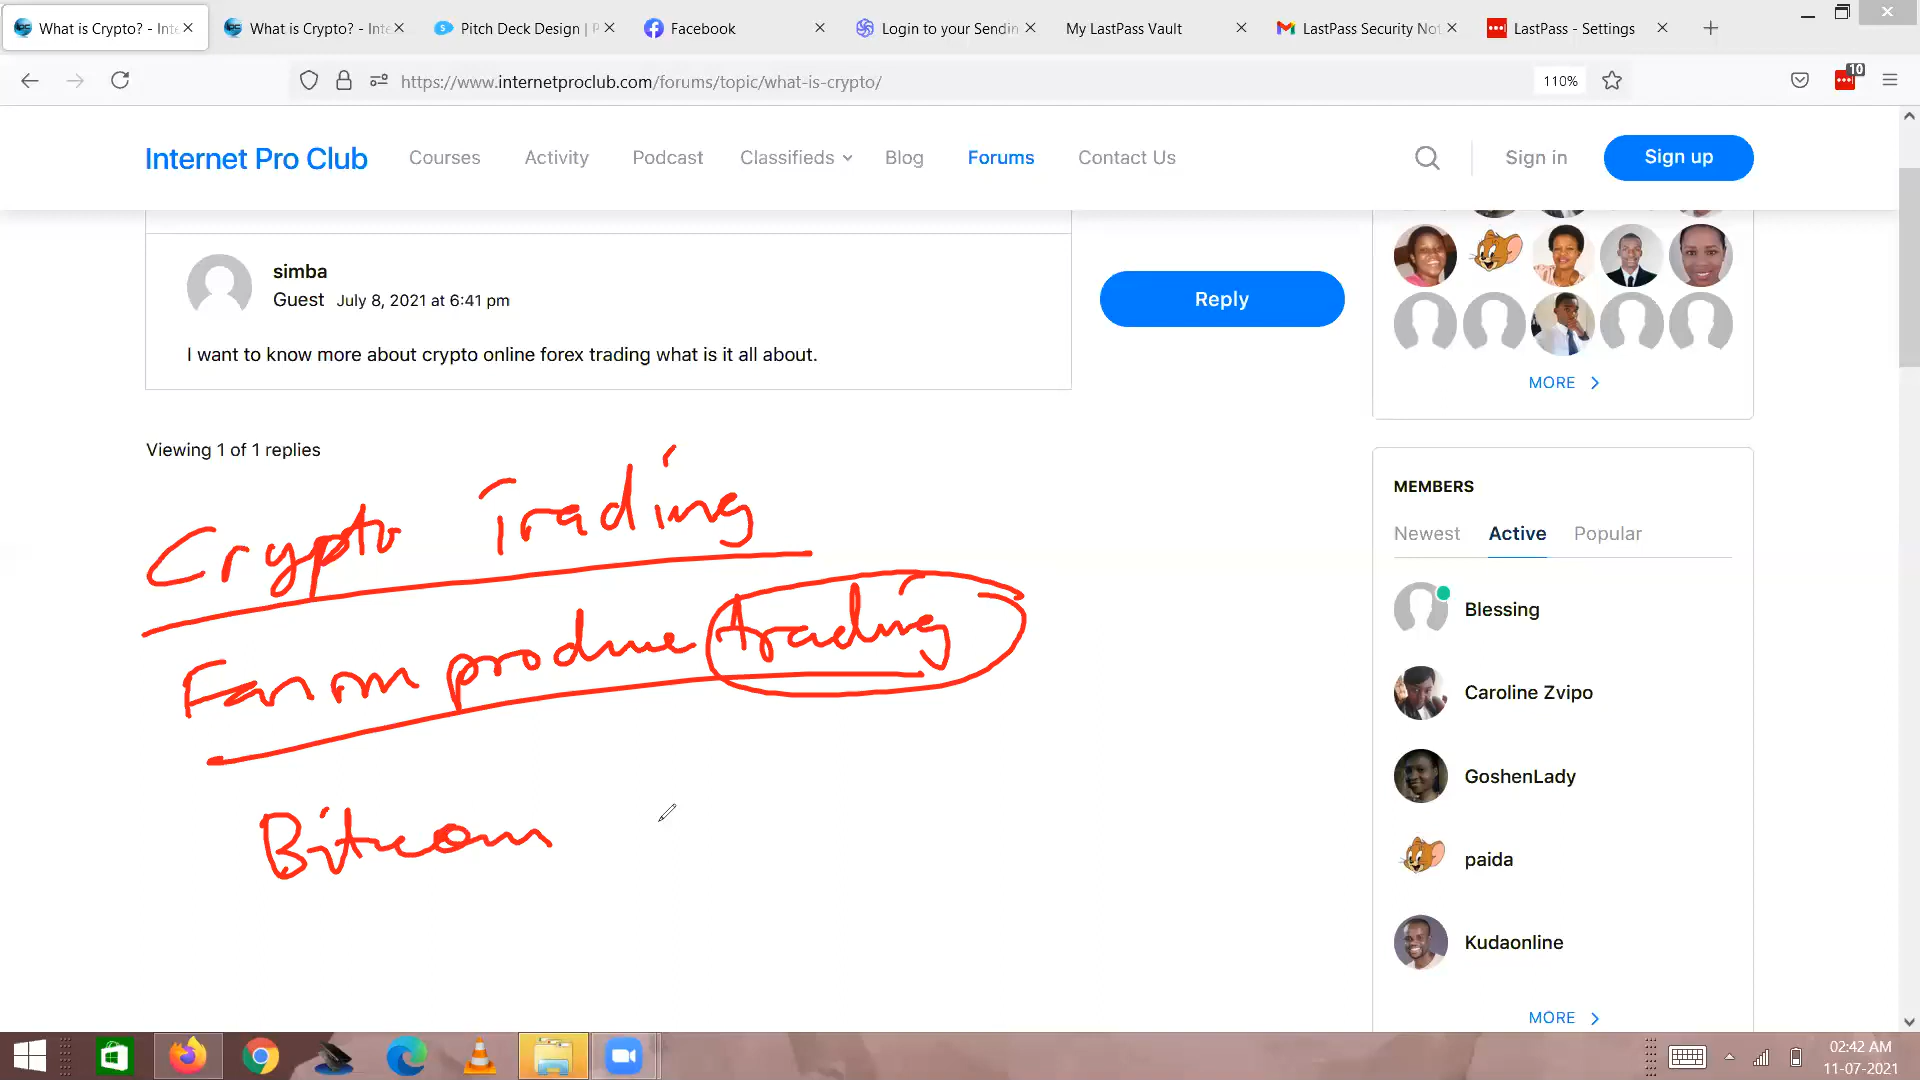 What is Crypto? - Inte
What is Crypto? - Inte
Pitch Deck Design | P
Facebook
Login to your Sendin
My LastPass Vault
LastPass Security Not
LastPass - Settings
https://www.internetproclub.com/forums/topic/what-is-crypto/
110%
10
Internet Pro Club
Courses
Activity
Podcast
Classifieds
Blog
Forums
Contact Us
Sign in
Sign up
simba
Guest July 8, 2021 at 6:41 pm
I want to know more about crypto online forex trading what is it all about.
Reply
MORE
Viewing 1 of 1 replies
Crypto Trading
Farm produce trading
Bitcoin
MEMBERS
Newest Active Popular
Blessing
Caroline Zvipo
GoshenLady
paida
Kudaonline
MORE
02:42 AM
11-07-2021